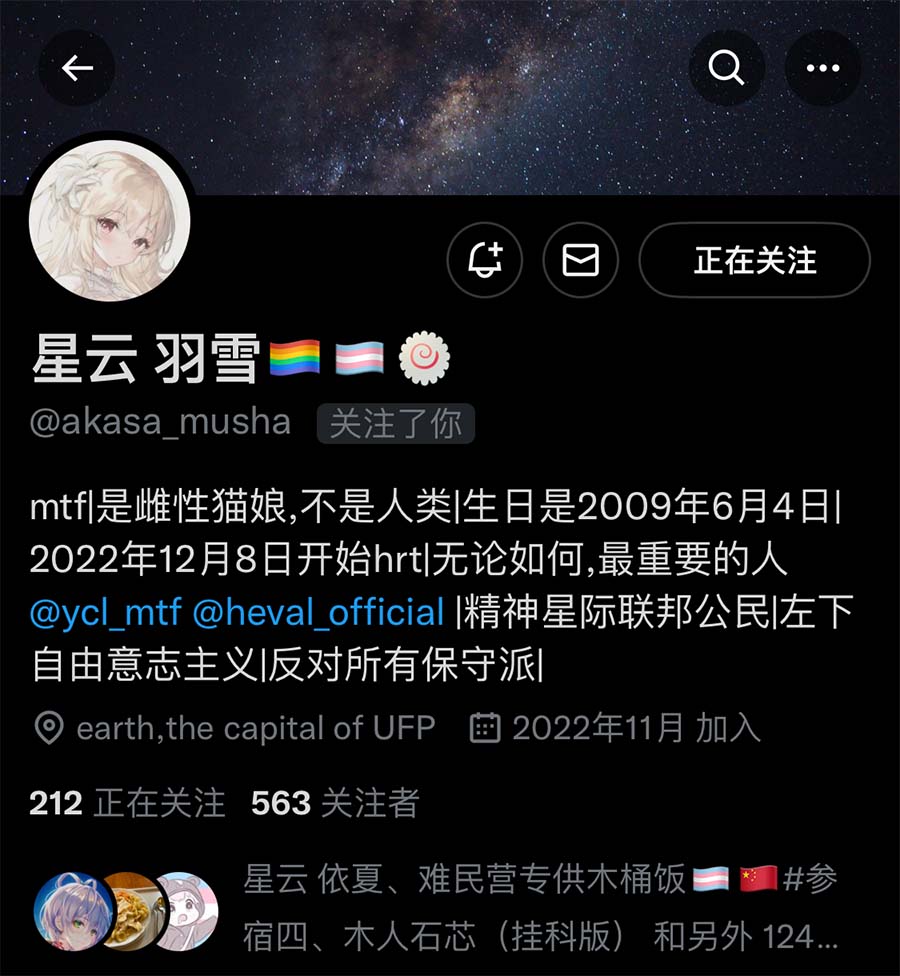 正在关注
星云 羽雪🏳️‍🌈 🏳️‍⚧️ 🍥
@akasa_musha 关注了你
mtf|是雌性猫娘,不是人类|生日是2009年6月4日|
2022年12月8日开始hrt|无论如何,最重要的人
@ycl_mtf @heval_official |精神星际联邦公民|左下
自由意志主义|反对所有保守派|
earth,the capital of UFP 2022年11月 加入
212 正在关注 563 关注者
星云 依夏、难民营专供木桶饭🏳️‍⚧️ 🇨🇳#参
宿四、木人石芯（挂科版） 和另外 124...